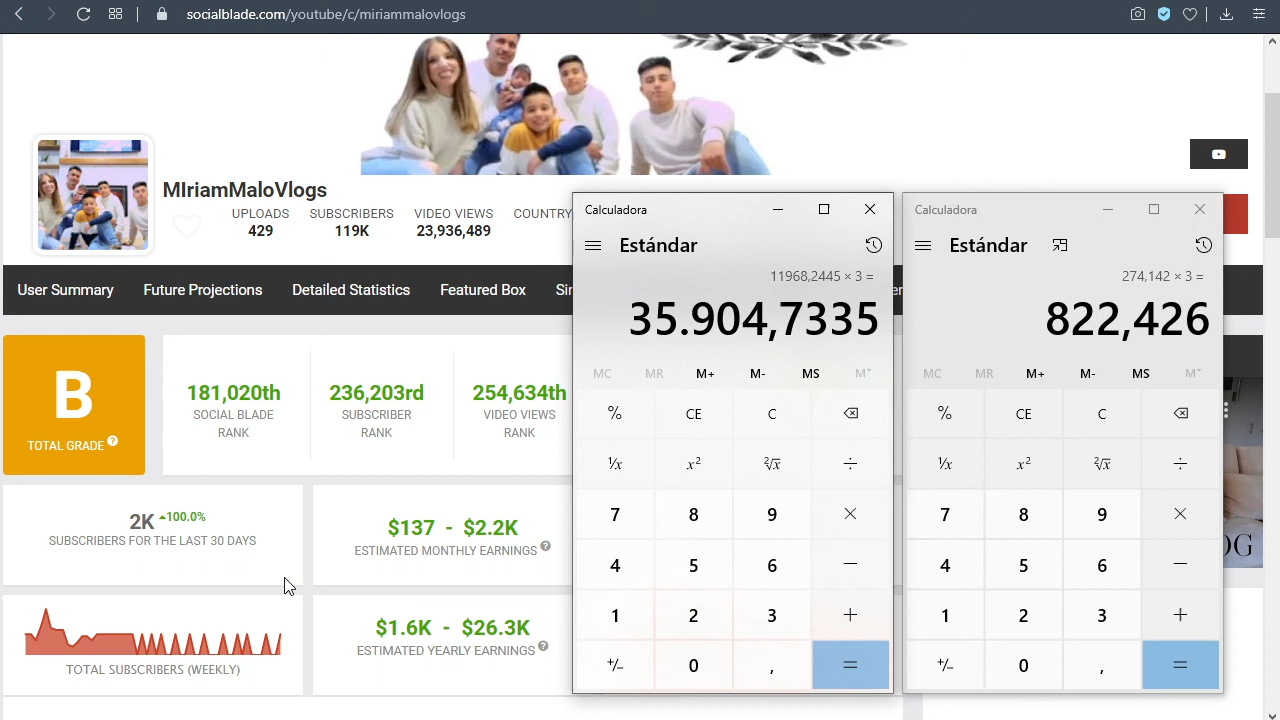 socialblade.com/youtube/c/miriammalovlogs
MIriamMaloVlogs
UPLOADS SUBSCRIBERS VIDEO VIEWS COUNTRY
429 119K 23,936,489
User Summary Future Projections Detailed Statistics Featured Box
B
TOTAL GRADE ?
181,020th
SOCIAL BLADE
RANK
236,203rd
SUBSCRIBER
RANK
254,634th
VIDEO VIEWS
RANK
2K 100.0%
SUBSCRIBERS FOR THE LAST 30 DAYS
$137 - $2.2K
ESTIMATED MONTHLY EARNINGS ?
TOTAL SUBSCRIBERS (WEEKLY)
$1.6K - $26.3K
ESTIMATED YEARLY EARNINGS ?
Calculadora
Estándar
11968,2445 × 3 =
35.904,7335
MC MR M+ M- MS M˅
% CE C ⌫
¹/x x² ²√x ÷
7 8 9 ×
4 5 6 −
1 2 3 +
+/− 0 , =
Calculadora
Estándar
274,142 × 3 =
822,426
MC MR M+ M- MS M˅
% CE C ⌫
¹/x x² ²√x ÷
7 8 9 ×
4 5 6 −
1 2 3 +
+/− 0 , =